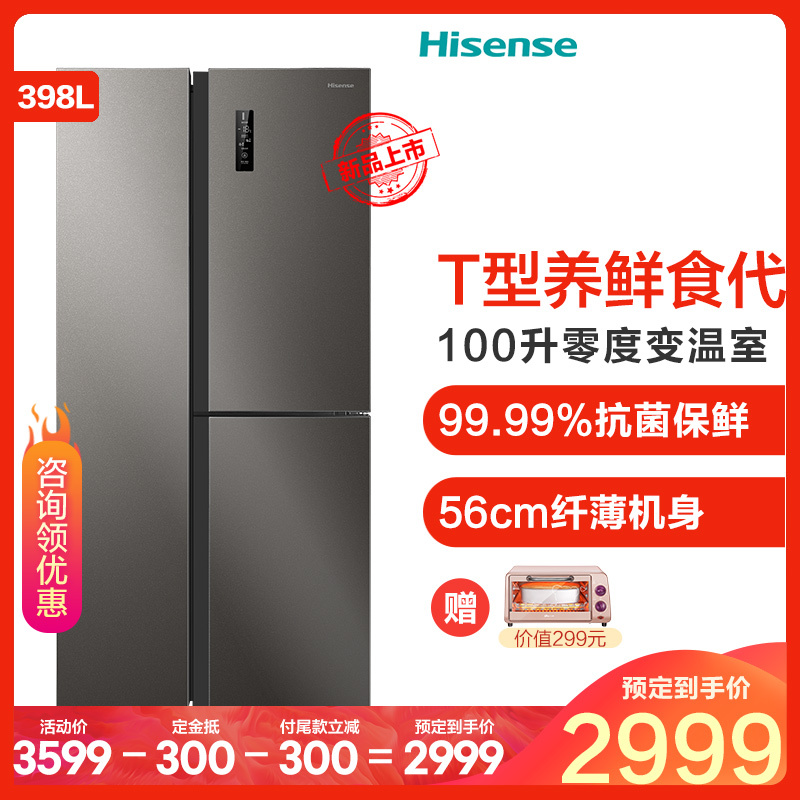 Hisense
398L
Hisense
新品上市
T型养鲜食代
100升零度变温室
99.99%抗菌保鲜
56cm纤薄机身
咨询领优惠
赠
价值299元
预定到手价
2999
活动价 定金抵 付尾款立减 预定到手价
3599 − 300 − 300 = 2999